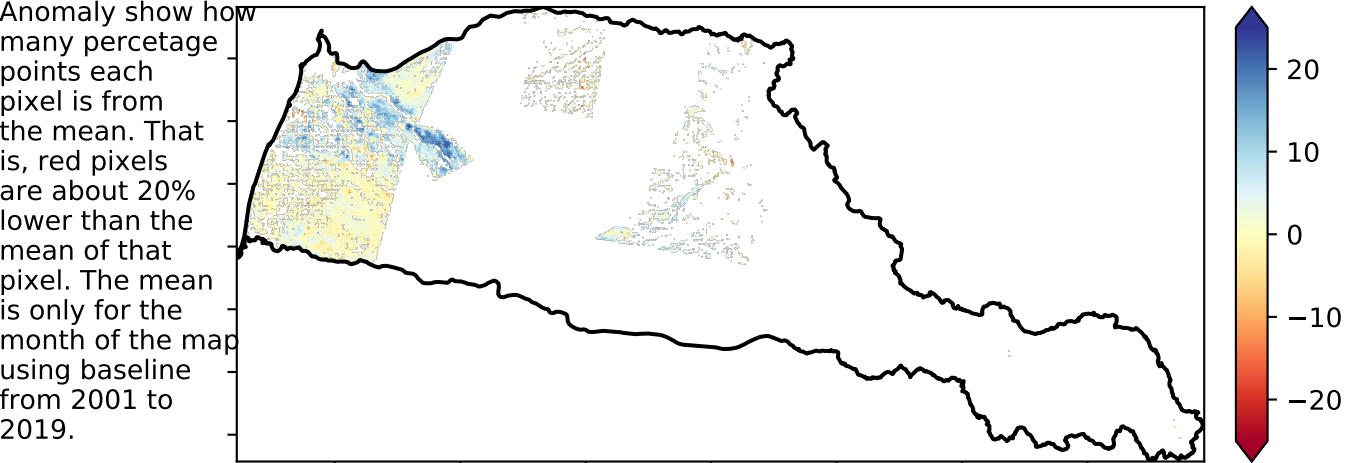 Anomaly show how
many percetage
points each
pixel is from
the mean. That
is, red pixels
are about 20%
lower than the
mean of that
pixel. The mean
is only for the
month of the map
using baseline
from 2001 to
2019.
20
10
0
−10
−20